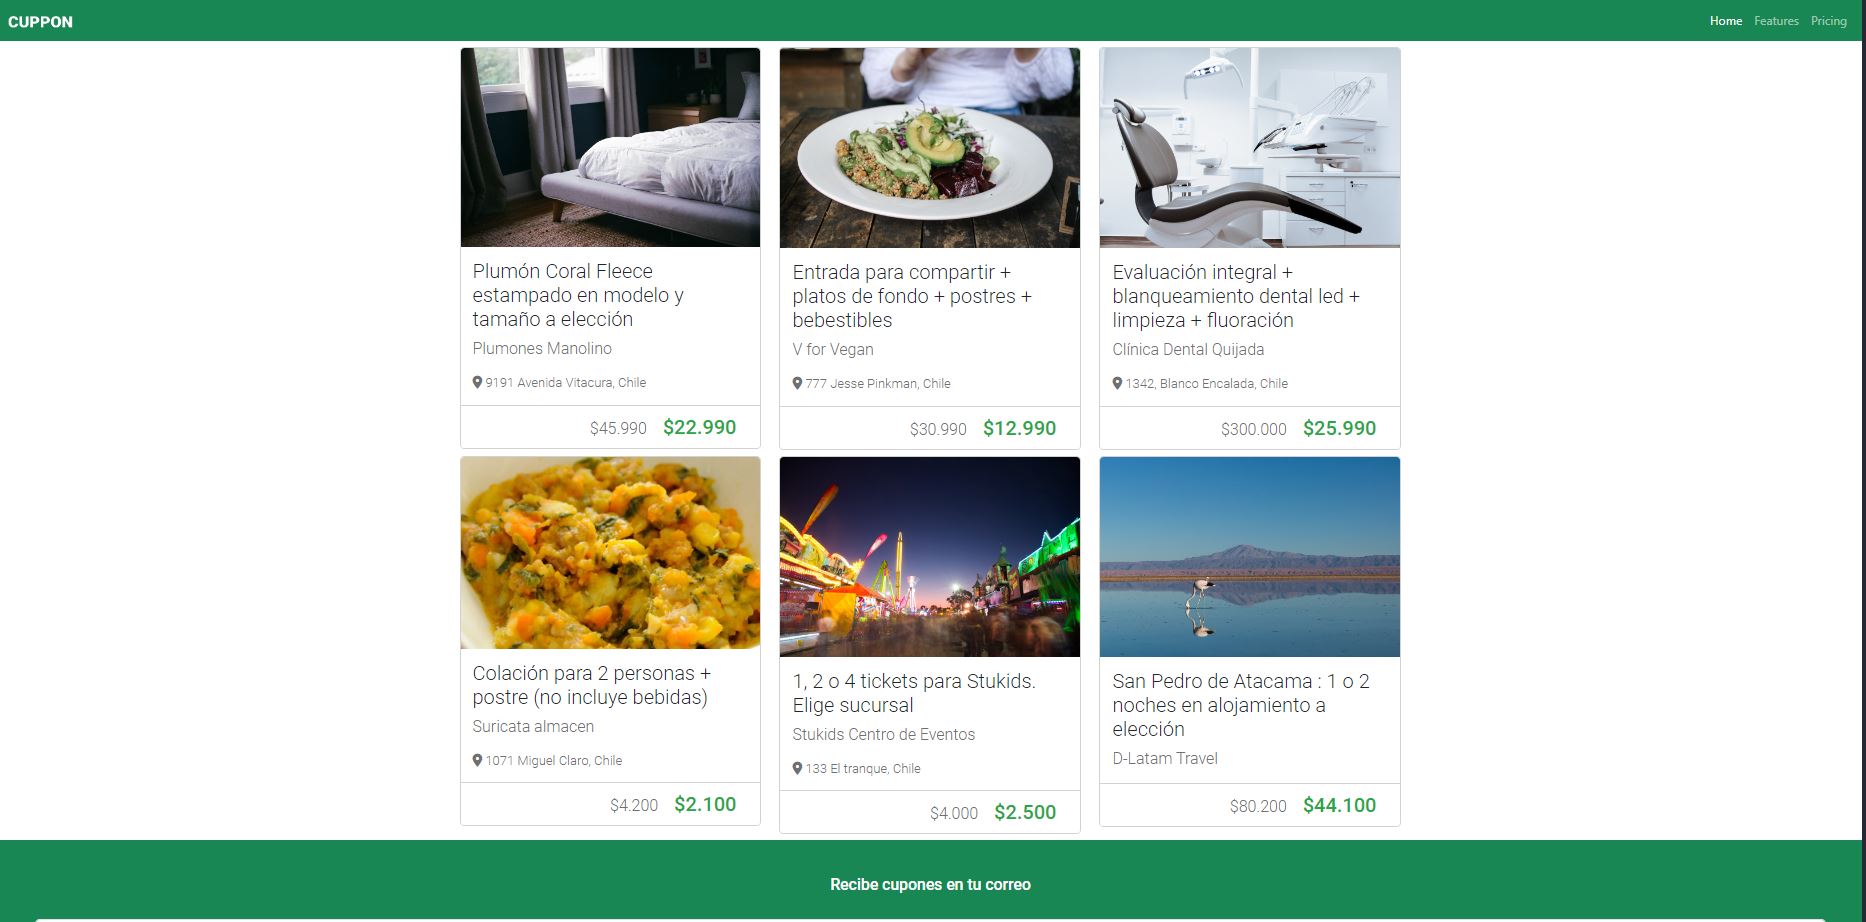 CUPPON
Home Features Pricing
Plumón Coral Fleece
estampado en modelo y
tamaño a elección
Plumones Manolino
9191 Avenida Vitacura, Chile
$45.990 $22.990
Entrada para compartir +
platos de fondo + postres +
bebestibles
V for Vegan
777 Jesse Pinkman, Chile
$30.990 $12.990
Evaluación integral +
blanqueamiento dental led +
limpieza + fluoración
Clínica Dental Quijada
1342, Blanco Encalada, Chile
$300.000 $25.990
Colación para 2 personas +
postre (no incluye bebidas)
Suricata almacen
1071 Miguel Claro, Chile
$4.200 $2.100
1, 2 o 4 tickets para Stukids.
Elige sucursal
Stukids Centro de Eventos
133 El tranque, Chile
$4.000 $2.500
San Pedro de Atacama : 1 o 2
noches en alojamiento a
elección
D-Latam Travel
$80.200 $44.100
Recibe cupones en tu correo